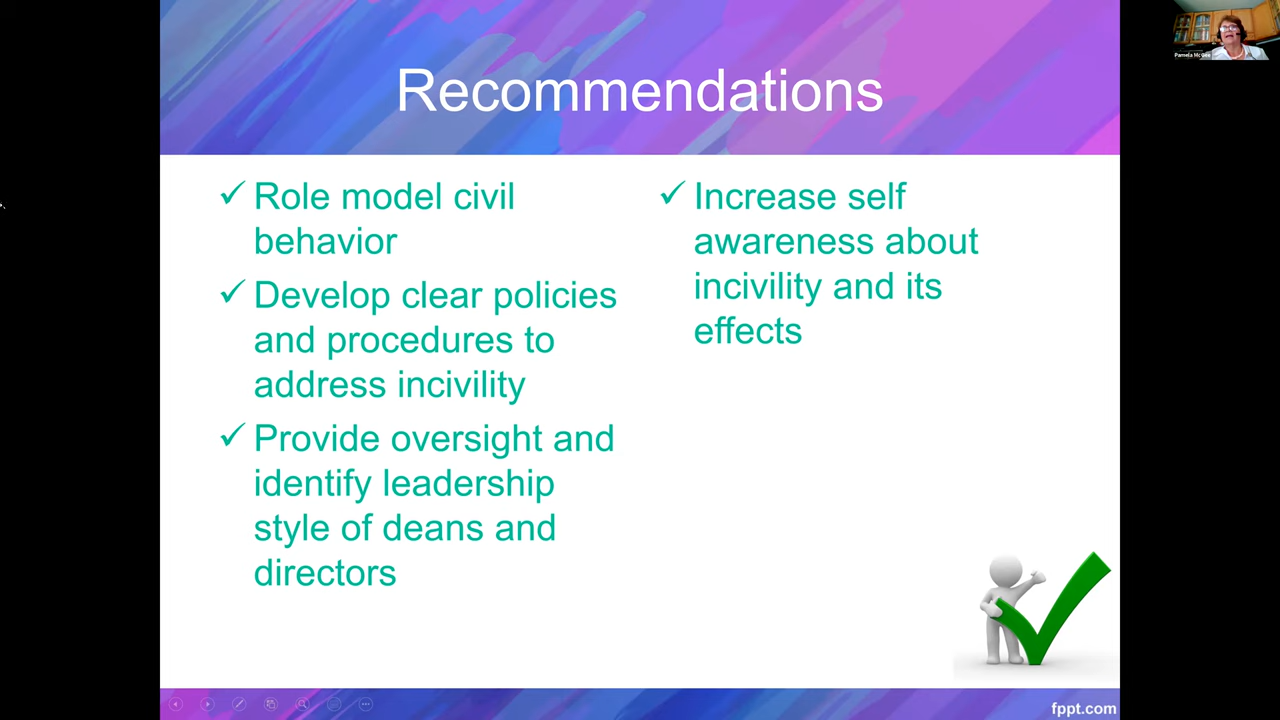 Recommendations
Role model civil
behavior
Develop clear policies
and procedures to
address incivility
Provide oversight and
identify leadership
style of deans and
directors
Increase self
awareness about
incivility and its
effects
fppt.com
Pamela